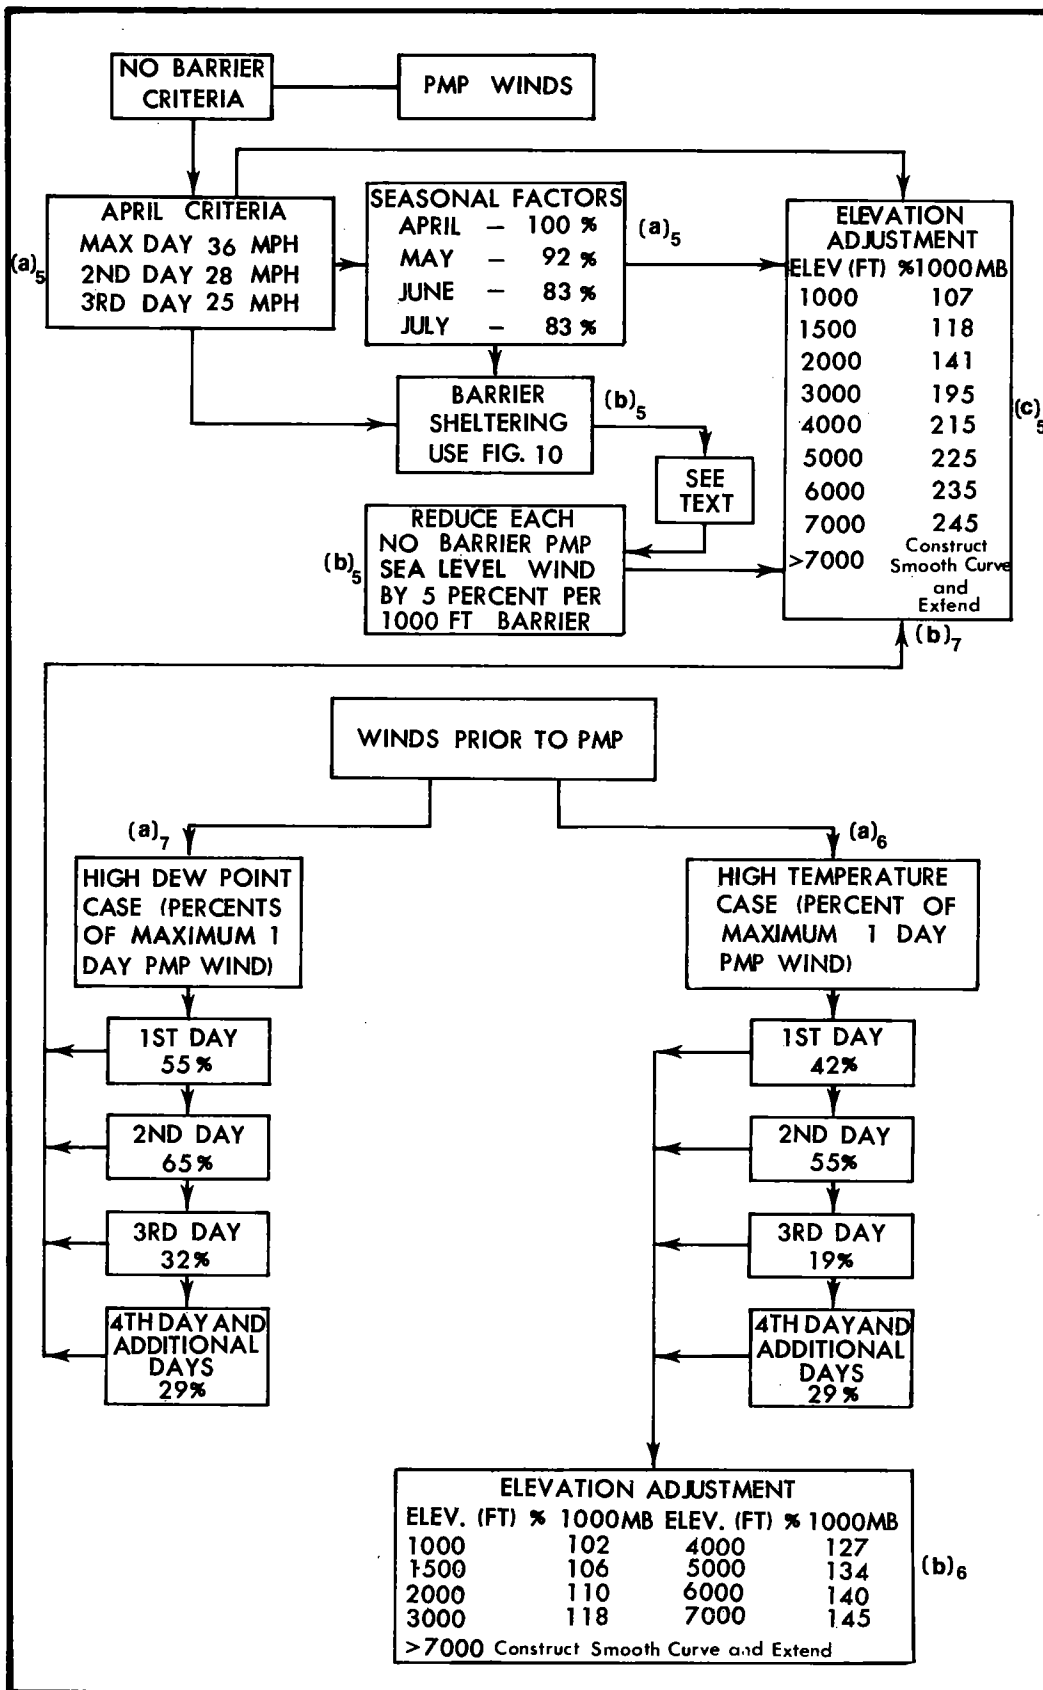 NO BARRIER
CRITERIA
PMP WINDS
APRIL CRITERIA
MAX DAY 36 MPH
2ND DAY 28 MPH
3RD DAY 25 MPH
(a)5
SEASONAL FACTORS
APRIL – 100 %
MAY – 92 %
JUNE – 83 %
JULY – 83 %
(a)5
ELEVATION
ADJUSTMENT
ELEV (FT) %1000MB
1000 107
1500 118
2000 141
3000 195
4000 215
5000 225
6000 235
7000 245
>7000 Construct
Smooth Curve
and
Extend
(c)5
BARRIER
SHELTERING
USE FIG. 10
(b)5
SEE
TEXT
REDUCE EACH
NO BARRIER PMP
SEA LEVEL WIND
BY 5 PERCENT PER
1000 FT BARRIER
(b)5
(b)7
WINDS PRIOR TO PMP
(a)7
(a)6
HIGH DEW POINT
CASE (PERCENTS
OF MAXIMUM 1
DAY PMP WIND)
1ST DAY
55%
2ND DAY
65%
3RD DAY
32%
4TH DAY AND
ADDITIONAL
DAYS
29%
HIGH TEMPERATURE
CASE (PERCENT OF
MAXIMUM 1 DAY
PMP WIND)
1ST DAY
42%
2ND DAY
55%
3RD DAY
19%
4TH DAY AND
ADDITIONAL
DAYS
29%
ELEVATION ADJUSTMENT
ELEV. (FT) % 1000MB ELEV. (FT) % 1000MB
1000 102 4000 127
1500 106 5000 134
2000 110 6000 140
3000 118 7000 145
>7000 Construct Smooth Curve and Extend
(b)6